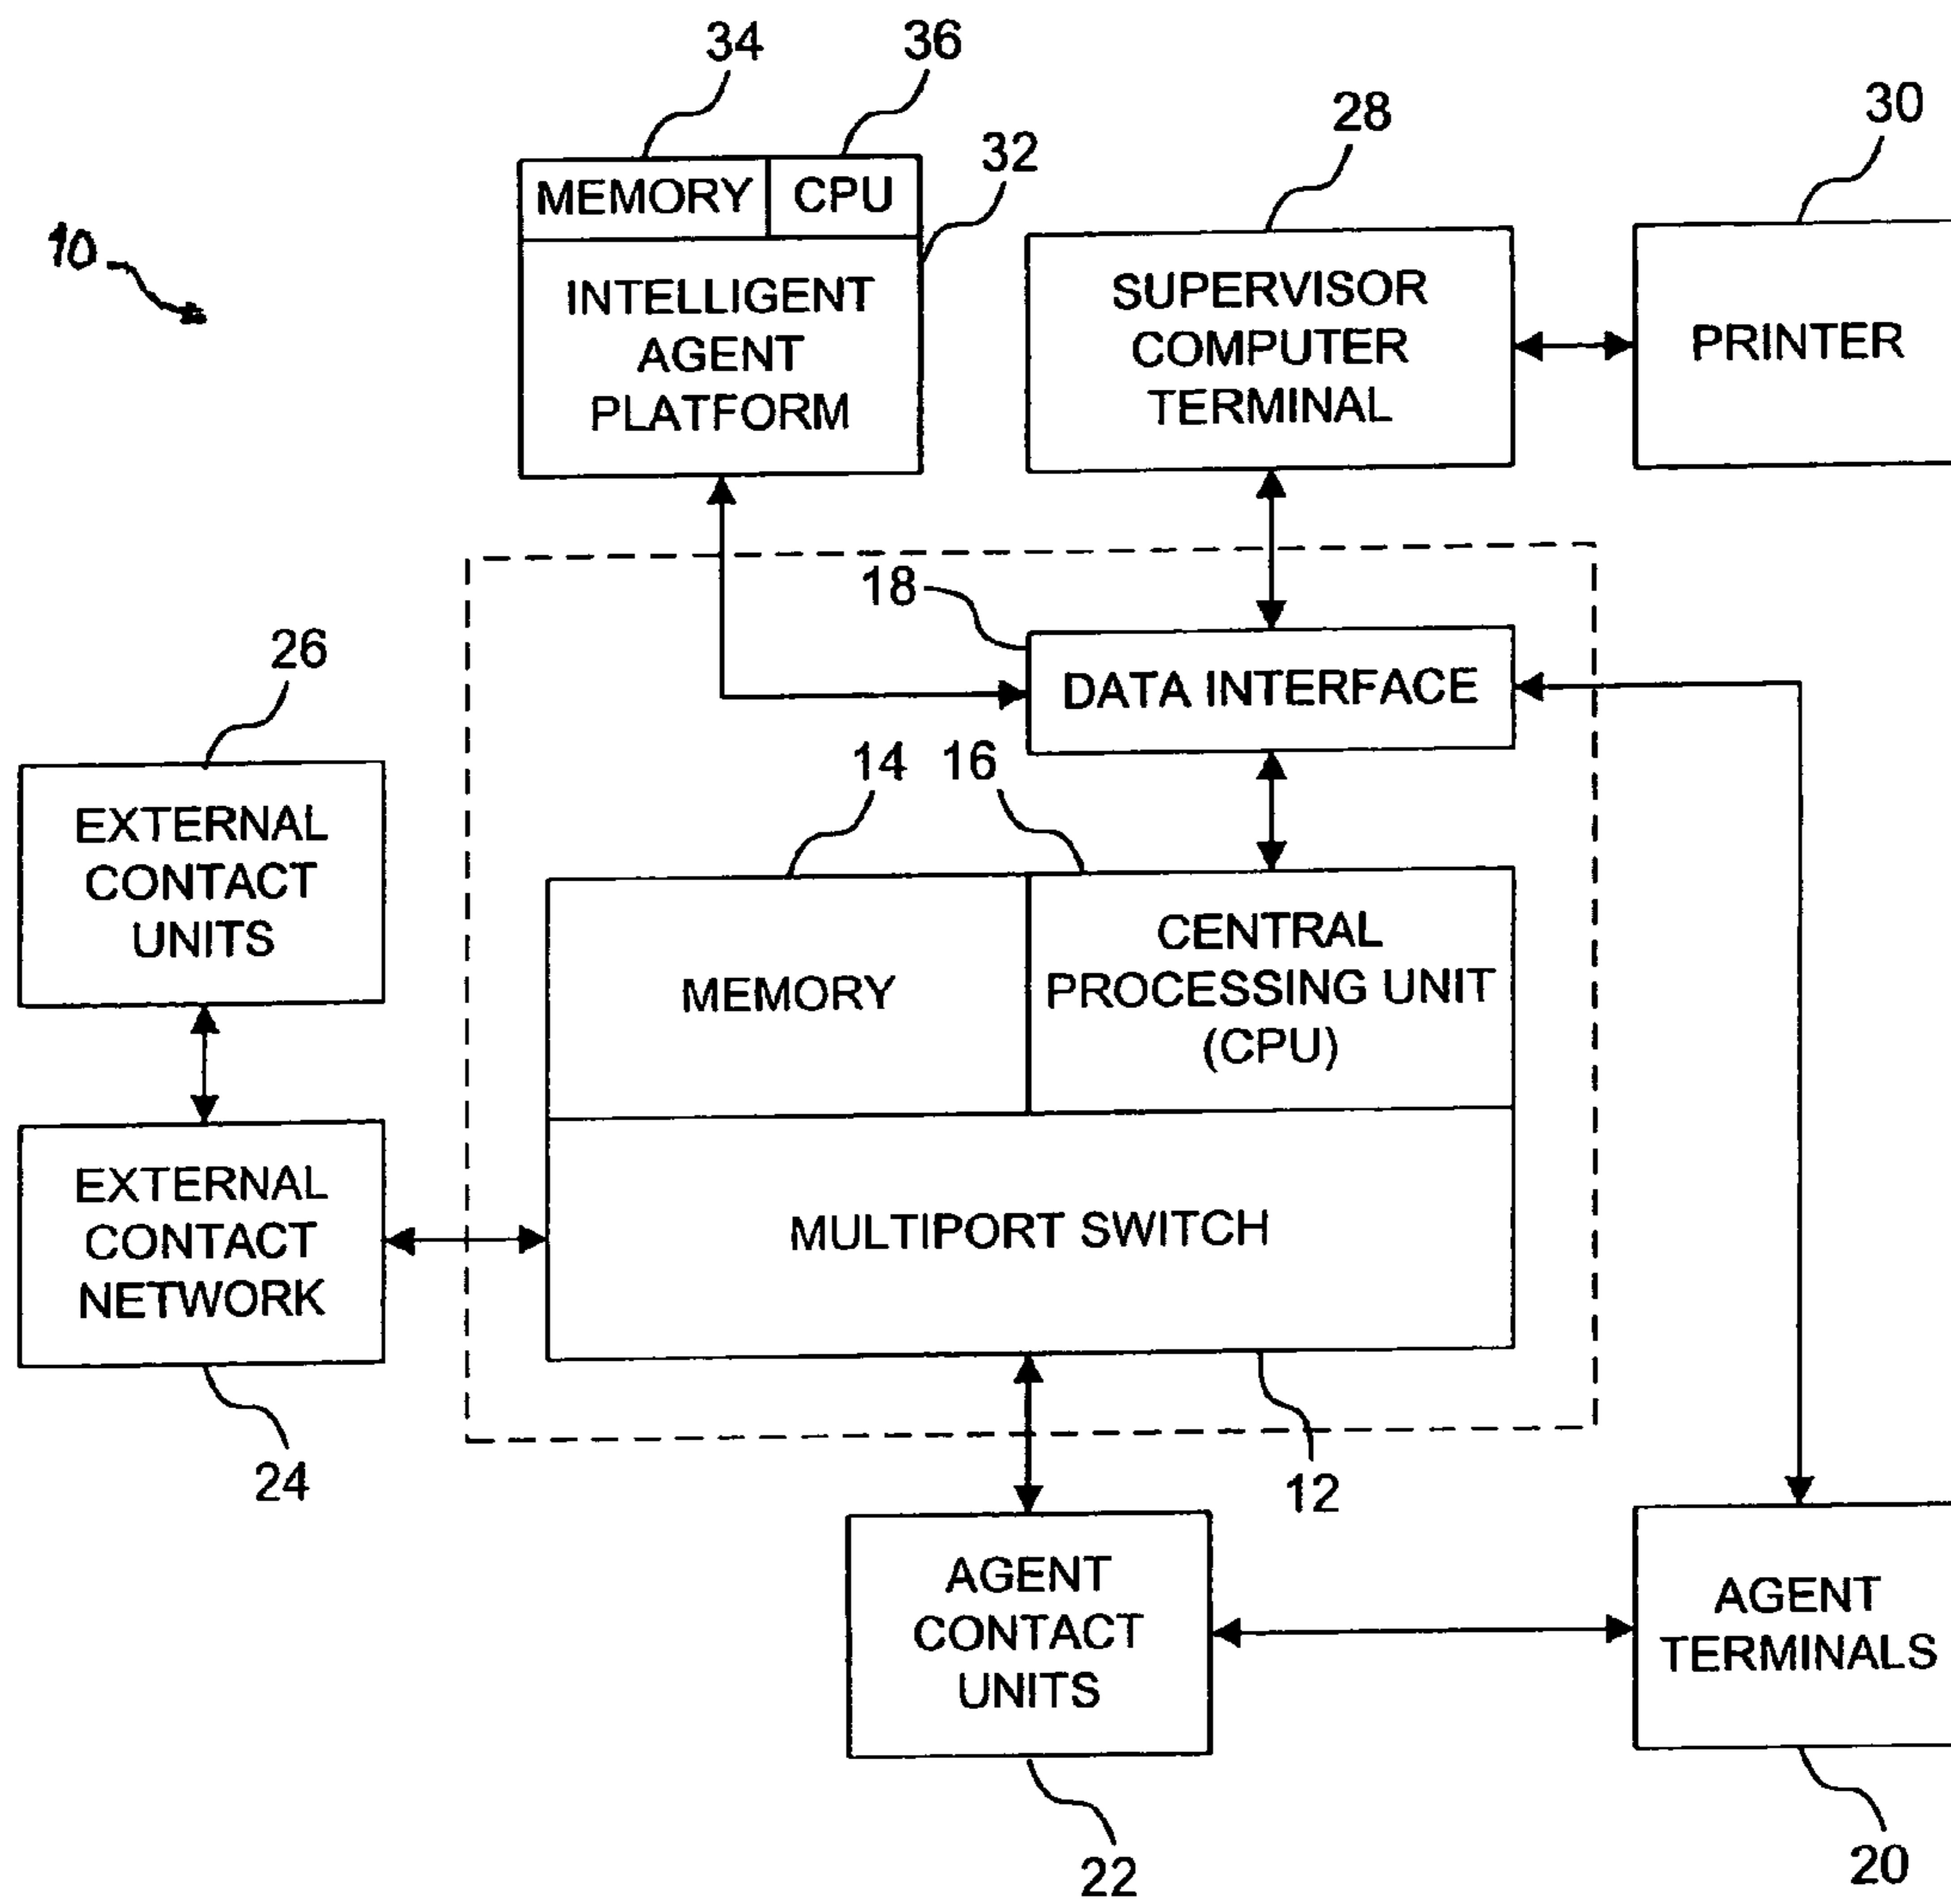 34
36
32
28
30
10
MEMORY
CPU
INTELLIGENT
AGENT
PLATFORM
SUPERVISOR
COMPUTER
TERMINAL
PRINTER
18
DATA INTERFACE
26
EXTERNAL
CONTACT
UNITS
14
16
MEMORY
CENTRAL
PROCESSING UNIT
(CPU)
EXTERNAL
CONTACT
NETWORK
MULTIPORT SWITCH
24
12
AGENT
CONTACT
UNITS
AGENT
TERMINALS
22
20